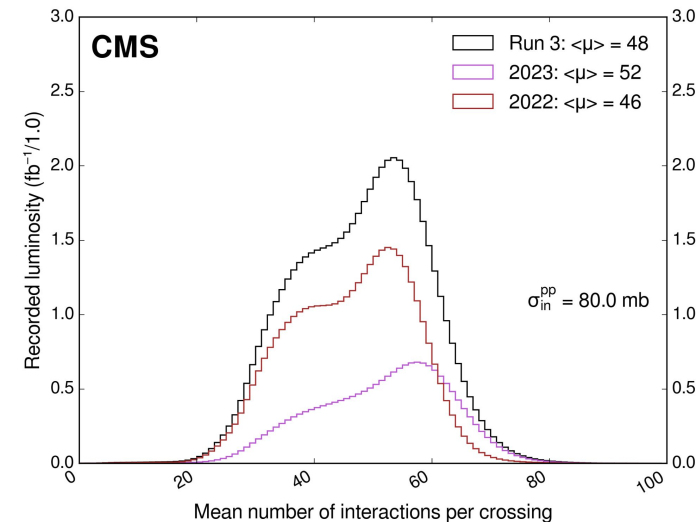 CMS
Run 3: <μ> = 48
2023: <μ> = 52
2022: <μ> = 46
σ_in^pp = 80.0 mb
Recorded luminosity (fb⁻¹/1.0)
3.0 3.0
2.5 2.5
2.0 2.0
1.5 1.5
1.0 1.0
0.5 0.5
0.0 0.0
0 20 40 60 80 100
Mean number of interactions per crossing